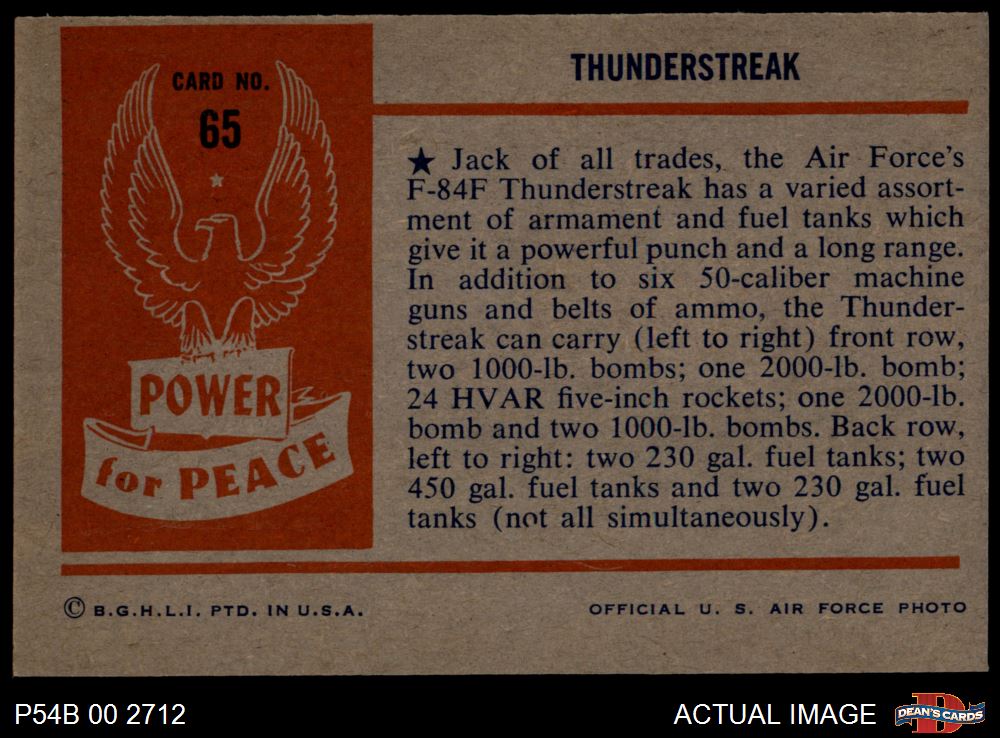 CARD NO.
65
POWER
for PEACE
THUNDERSTREAK
★ Jack of all trades, the Air Force's
F-84F Thunderstreak has a varied assort-
ment of armament and fuel tanks which
give it a powerful punch and a long range.
In addition to six 50-caliber machine
guns and belts of ammo, the Thunder-
streak can carry (left to right) front row,
two 1000-lb. bombs; one 2000-lb. bomb;
24 HVAR five-inch rockets; one 2000-lb.
bomb and two 1000-lb. bombs. Back row,
left to right: two 230 gal. fuel tanks; two
450 gal. fuel tanks and two 230 gal. fuel
tanks (not all simultaneously).
© B.G.H.L.I. PTD. IN U.S.A.
OFFICIAL U. S. AIR FORCE PHOTO
P54B 00 2712
ACTUAL IMAGE
D
DEAN'S CARDS